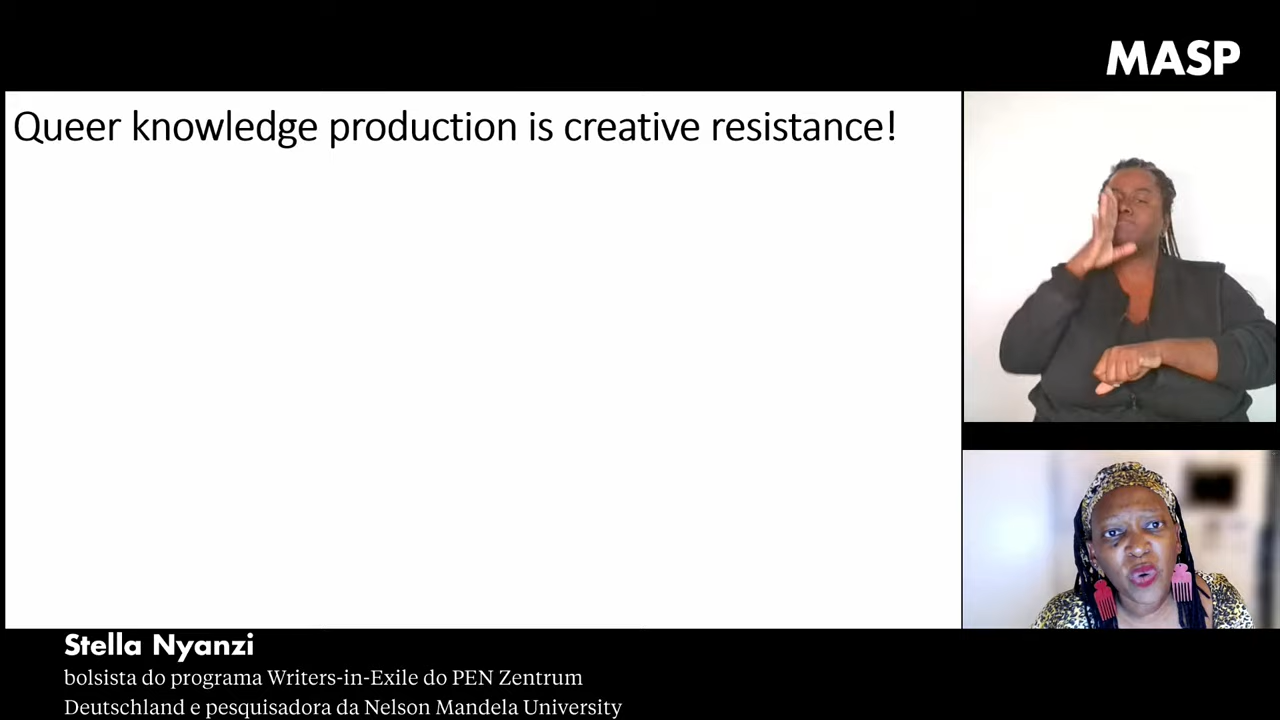 MASP
Queer knowledge production is creative resistance!
Stella Nyanzi
bolsista do programa Writers-in-Exile do PEN Zentrum
Deutschland e pesquisadora da Nelson Mandela University